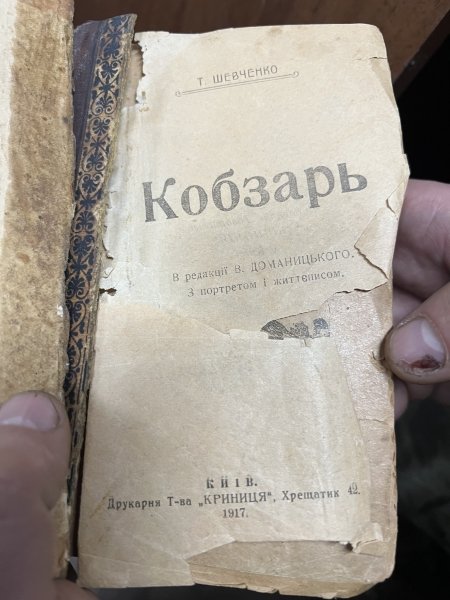 Т. ШЕВЧЕНКО
Кобзарь
В редакції В. ДОМАНИЦЬКОГО.
З портретом і життєписом.
КИЇВ.
Друкарня Т-ва „КРИНИЦЯ", Хрещатик 42.
1917.